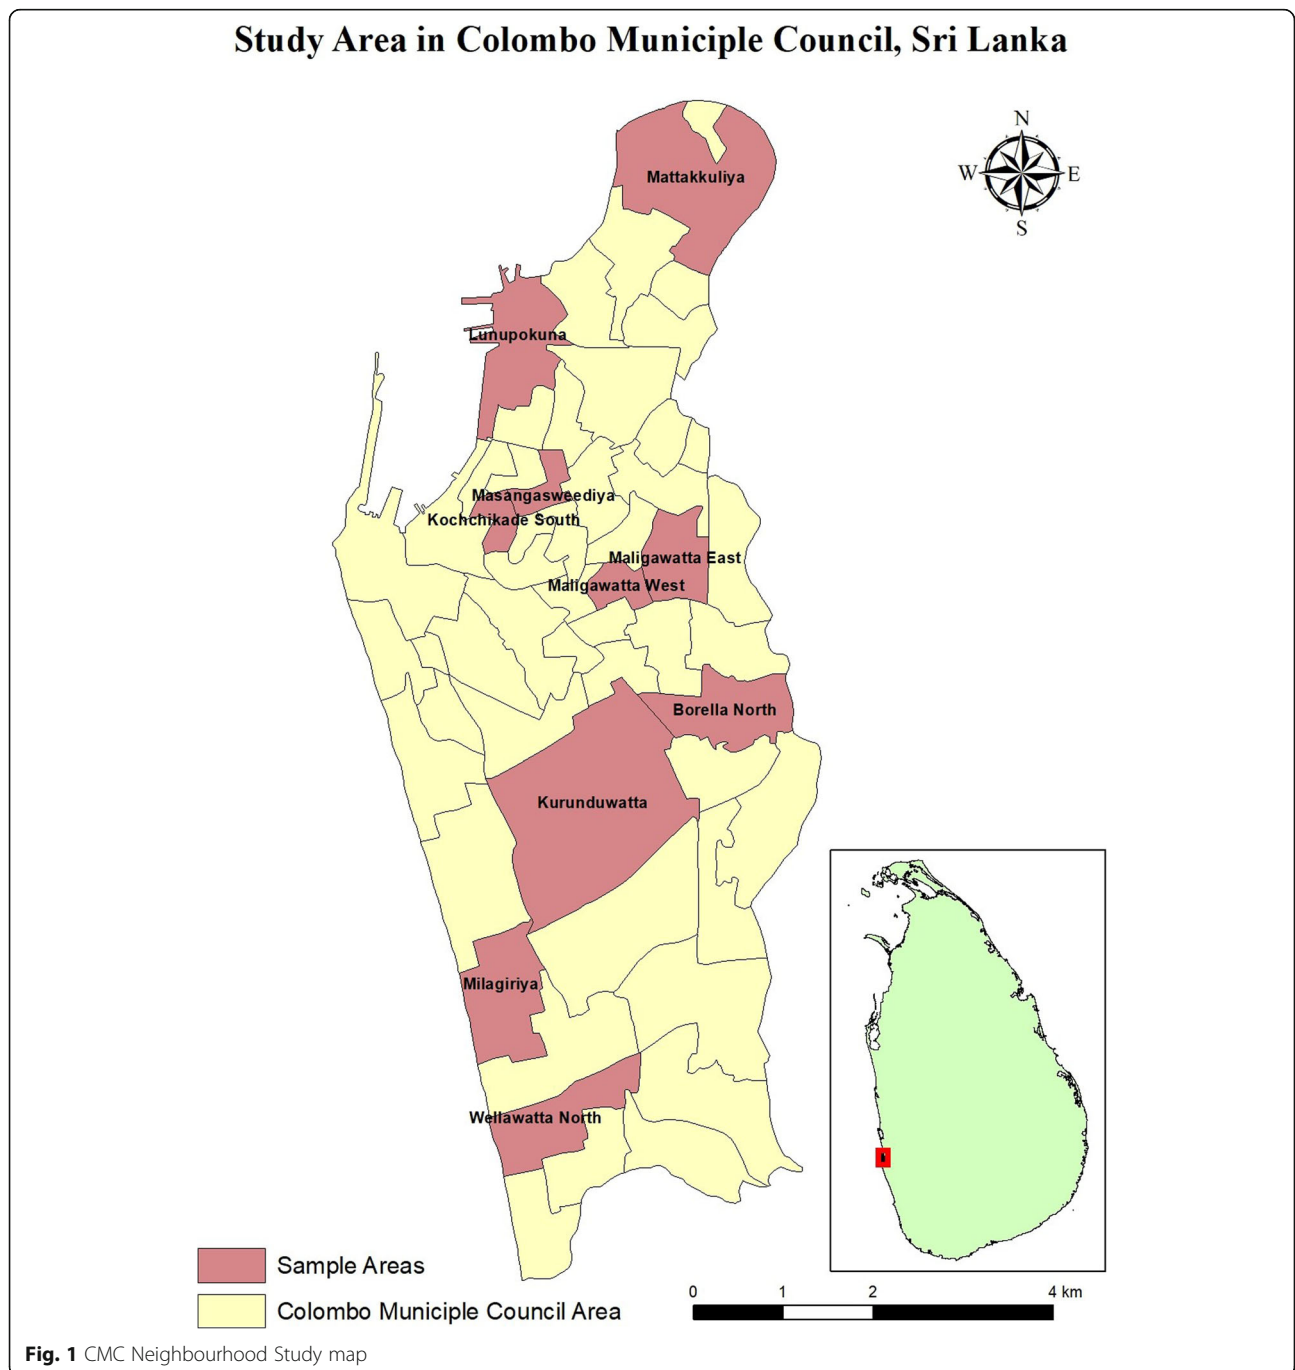 Study Area in Colombo Municiple Council, Sri Lanka
N
W E
S
Mattakkuliya
Lunupokuna
Masangasweediya
Kochchikade South
Maligawatta East
Maligawatta West
Borella North
Kurunduwatta
Milagiriya
Wellawatta North
Sample Areas
Colombo Municiple Council Area
0 1 2 4 km
Fig. 1 CMC Neighbourhood Study map